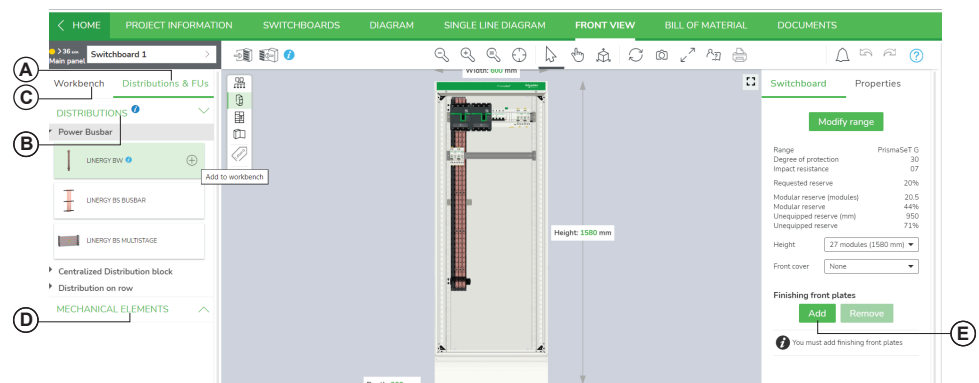 HOME PROJECT INFORMATION SWITCHBOARDS DIAGRAM SINGLE LINE DIAGRAM FRONT VIEW BILL OF MATERIAL DOCUMENTS
Main panel Switchboard 1
A
Workbench Distributions & FUs
C
DISTRIBUTIONS
B
Power Busbar
LINERGY BW
Add to workbench
LINERGY BS BUSBAR
LINERGY BS MULTISTAGE
Centralized Distribution block
Distribution on row
MECHANICAL ELEMENTS
D
Width: 600 mm
Height: 1580 mm
Switchboard Properties
Modify range
Range PrismaSeT G
Degree of protection 30
Impact resistance 07
Requested reserve 20%
Modular reserve (modules) 20.5
Modular reserve 44%
Unequipped reserve (mm) 950
Unequipped reserve 71%
Height 27 modules (1580 mm)
Front cover None
Finishing front plates
Add Remove
E
You must add finishing front plates